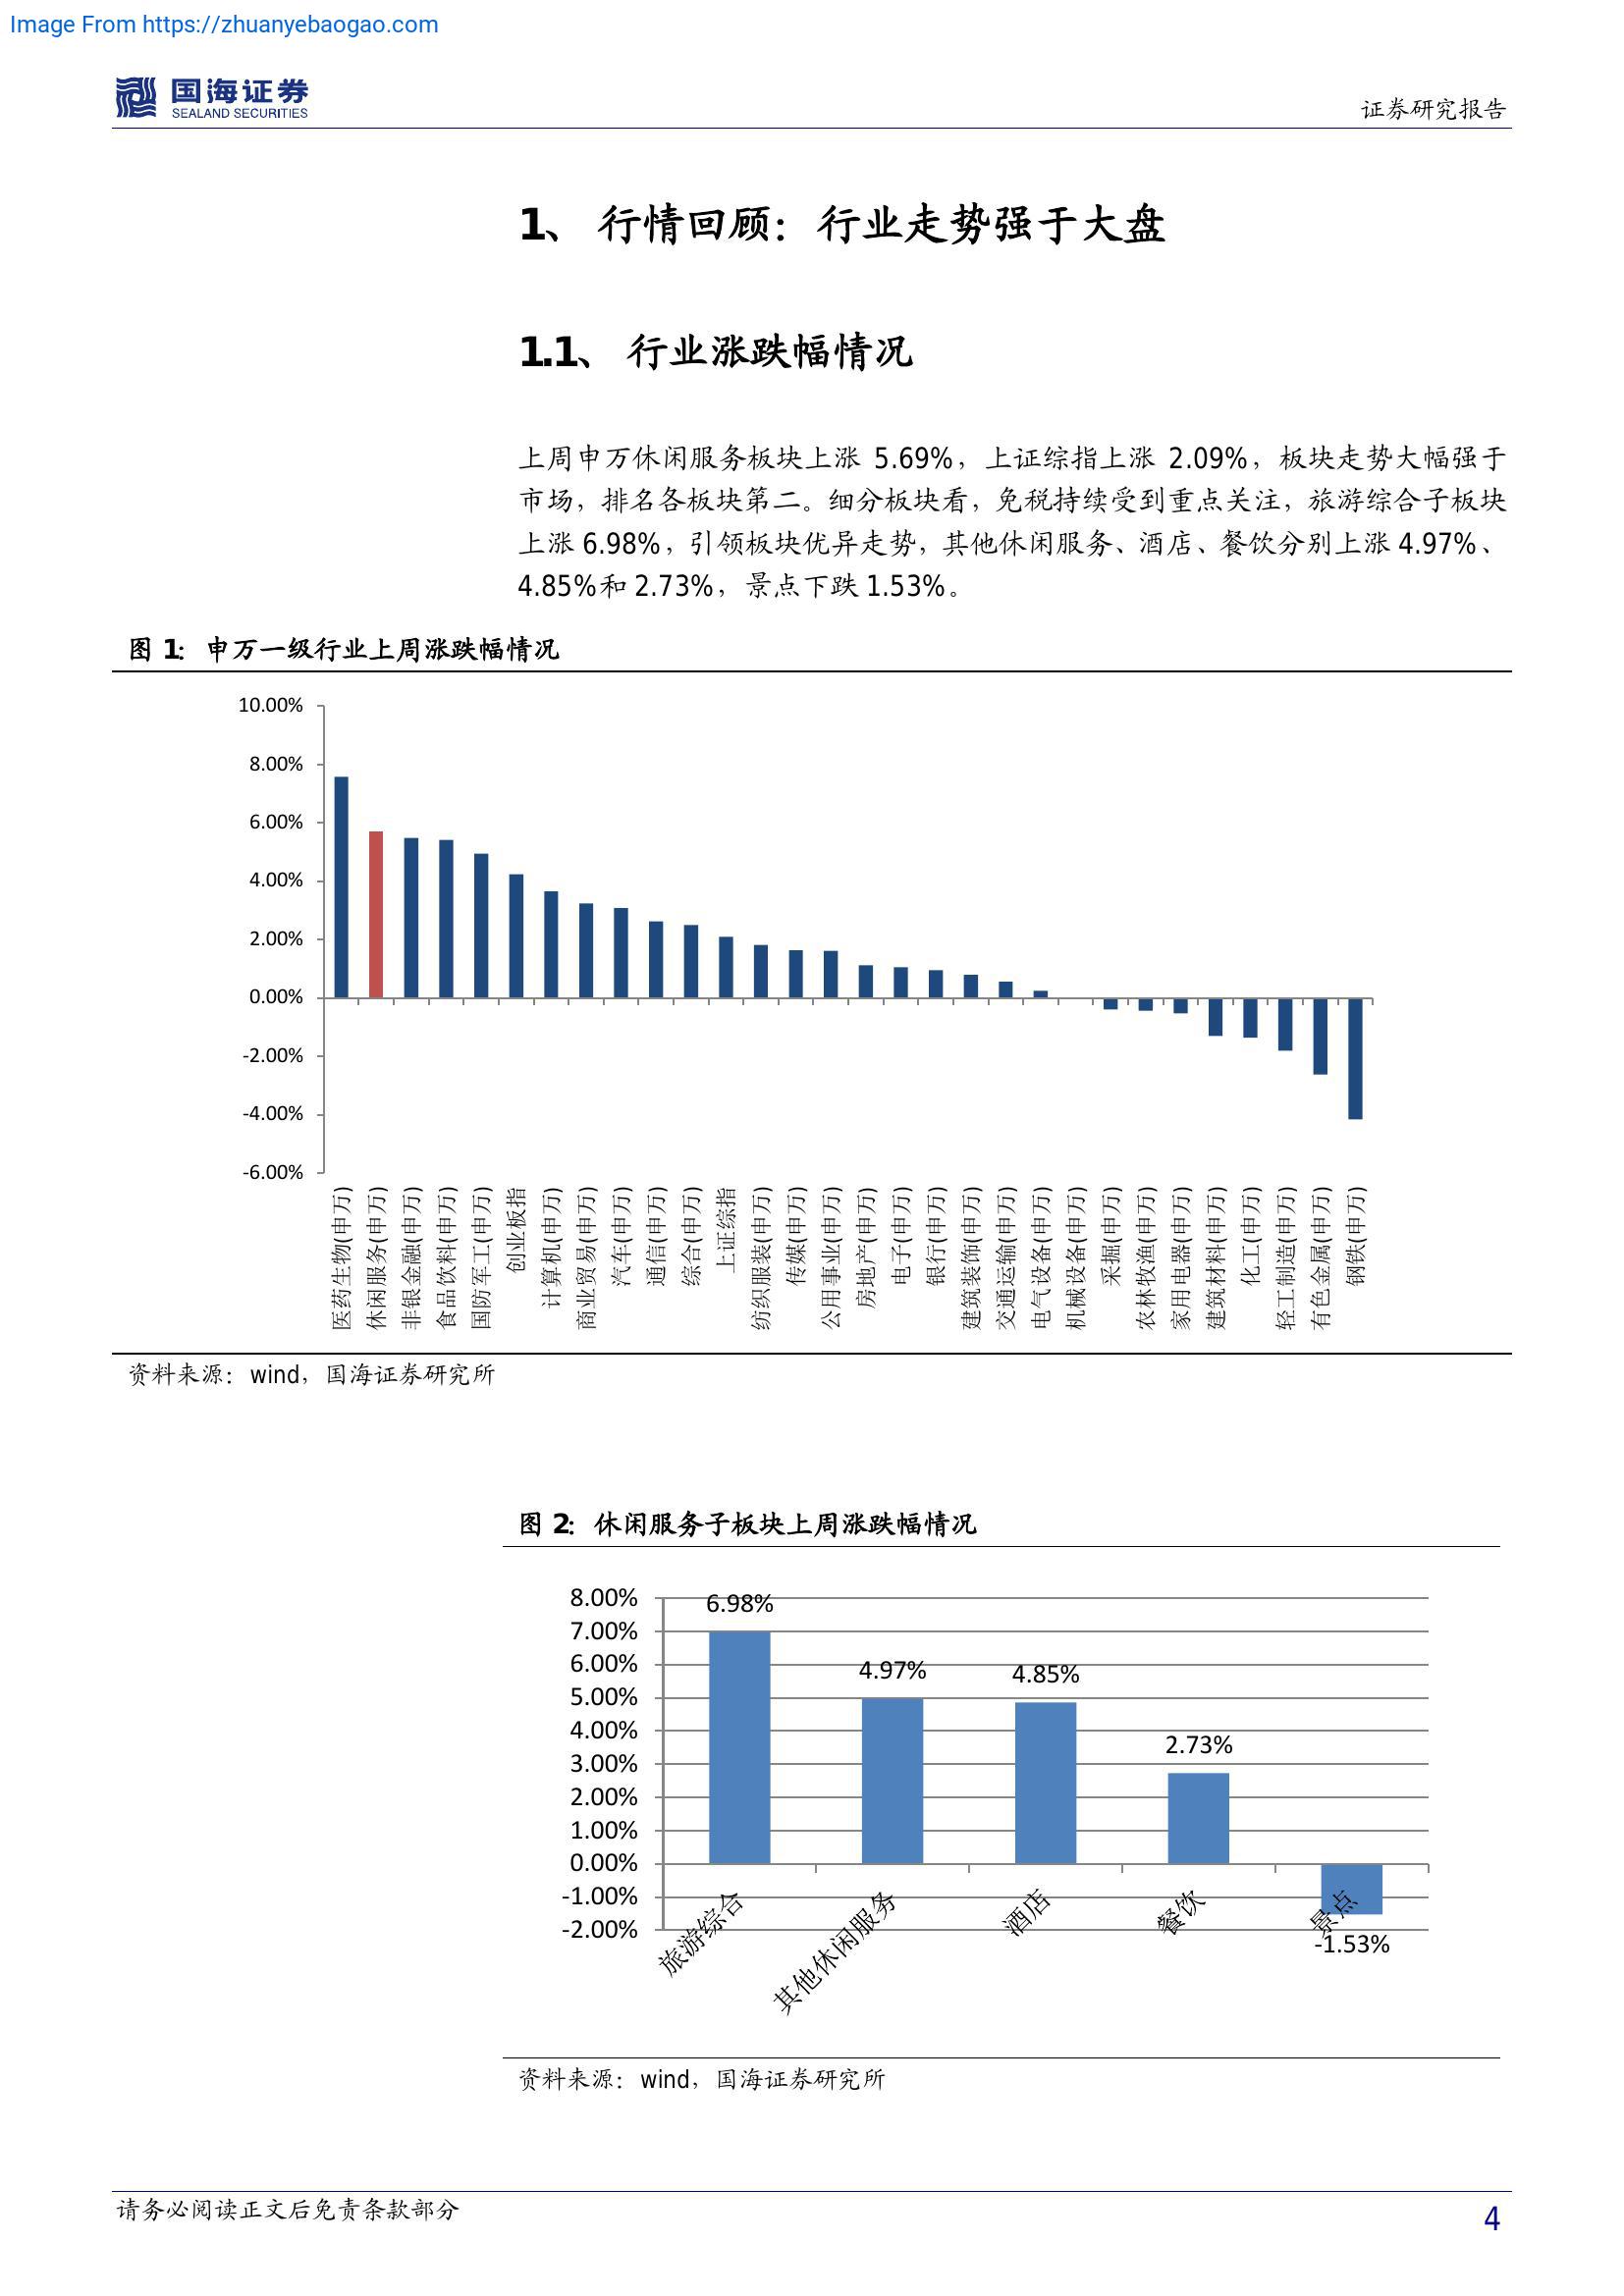 Image From https://zhuanyebaogao.com
国海证券
SEALAND SECURITIES
证券研究报告
1、 行情回顾：行业走势强于大盘
1.1、 行业涨跌幅情况
上周申万休闲服务板块上涨 5.69%，上证综指上涨 2.09%，板块走势大幅强于
市场，排名各板块第二。细分板块看，免税持续受到重点关注，旅游综合子板块
上涨 6.98%，引领板块优异走势，其他休闲服务、酒店、餐饮分别上涨 4.97%、
4.85%和 2.73%，景点下跌 1.53%。
图 1：申万一级行业上周涨跌幅情况
10.00%
8.00%
6.00%
4.00%
2.00%
0.00%
-2.00%
-4.00%
-6.00%
医药生物(申万)
休闲服务(申万)
非银金融(申万)
食品饮料(申万)
国防军工(申万)
创业板指
计算机(申万)
商业贸易(申万)
汽车(申万)
通信(申万)
综合(申万)
上证综指
纺织服装(申万)
传媒(申万)
公用事业(申万)
房地产(申万)
电子(申万)
银行(申万)
建筑装饰(申万)
交通运输(申万)
电气设备(申万)
机械设备(申万)
采掘(申万)
农林牧渔(申万)
家用电器(申万)
建筑材料(申万)
化工(申万)
轻工制造(申万)
有色金属(申万)
钢铁(申万)
资料来源：wind，国海证券研究所
图 2：休闲服务子板块上周涨跌幅情况
8.00%
7.00%
6.00%
5.00%
4.00%
3.00%
2.00%
1.00%
0.00%
-1.00%
-2.00%
6.98%
4.97%
4.85%
2.73%
-1.53%
旅游综合
其他休闲服务
酒店
餐饮
景点
资料来源：wind，国海证券研究所
请务必阅读正文后免责条款部分
4